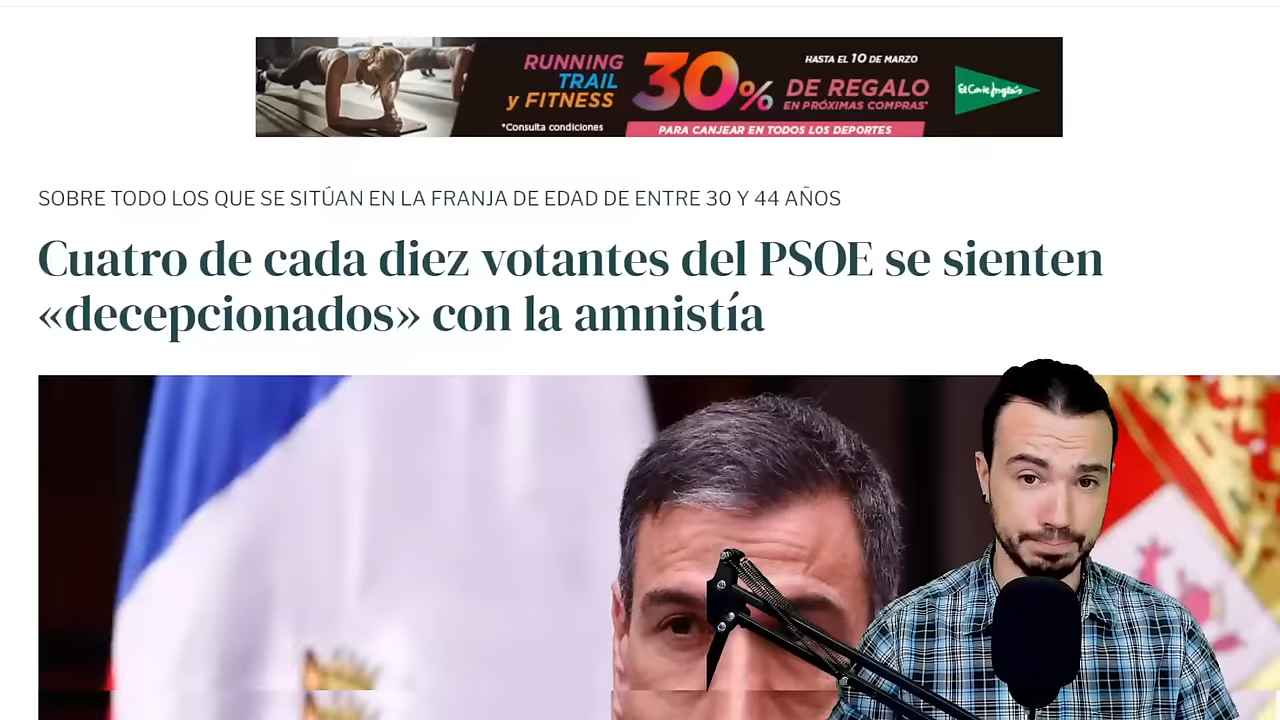 RUNNING
TRAIL
y FITNESS
*Consulta condiciones
30%
HASTA EL 10 DE MARZO
DE REGALO
EN PRÓXIMAS COMPRAS*
PARA CANJEAR EN TODOS LOS DEPORTES
El Corte Inglés
SOBRE TODO LOS QUE SE SITÚAN EN LA FRANJA DE EDAD DE ENTRE 30 Y 44 AÑOS
Cuatro de cada diez votantes del PSOE se sienten
«decepcionados» con la amnistía